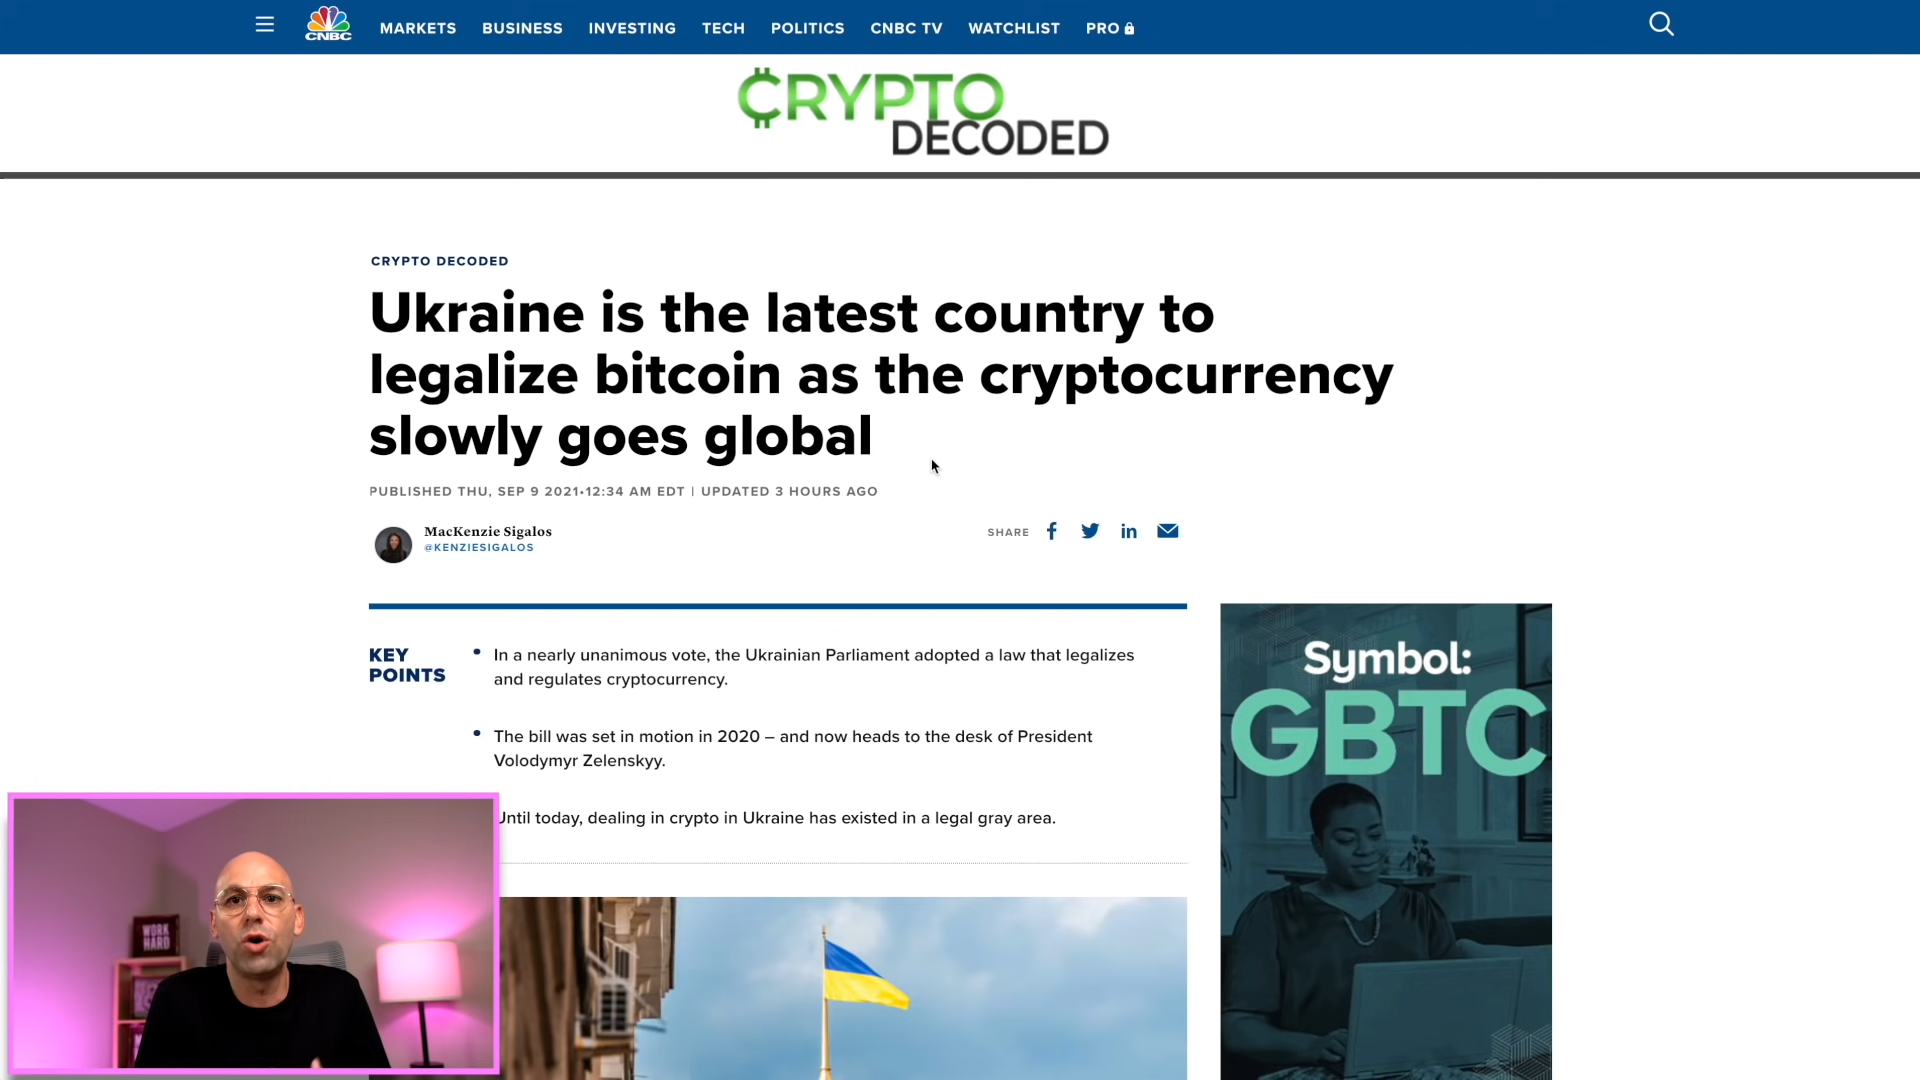 CNBC
MARKETS BUSINESS INVESTING TECH POLITICS CNBC TV WATCHLIST PRO
CRYPTO
DECODED
CRYPTO DECODED
Ukraine is the latest country to
legalize bitcoin as the cryptocurrency
slowly goes global
PUBLISHED THU, SEP 9 2021•12:34 AM EDT | UPDATED 3 HOURS AGO
MacKenzie Sigalos
@KENZIESIGALOS
SHARE
KEY
POINTS
• In a nearly unanimous vote, the Ukrainian Parliament adopted a law that legalizes
and regulates cryptocurrency.
• The bill was set in motion in 2020 – and now heads to the desk of President
Volodymyr Zelenskyy.
Until today, dealing in crypto in Ukraine has existed in a legal gray area.
Symbol:
GBTC
WORK
HARD